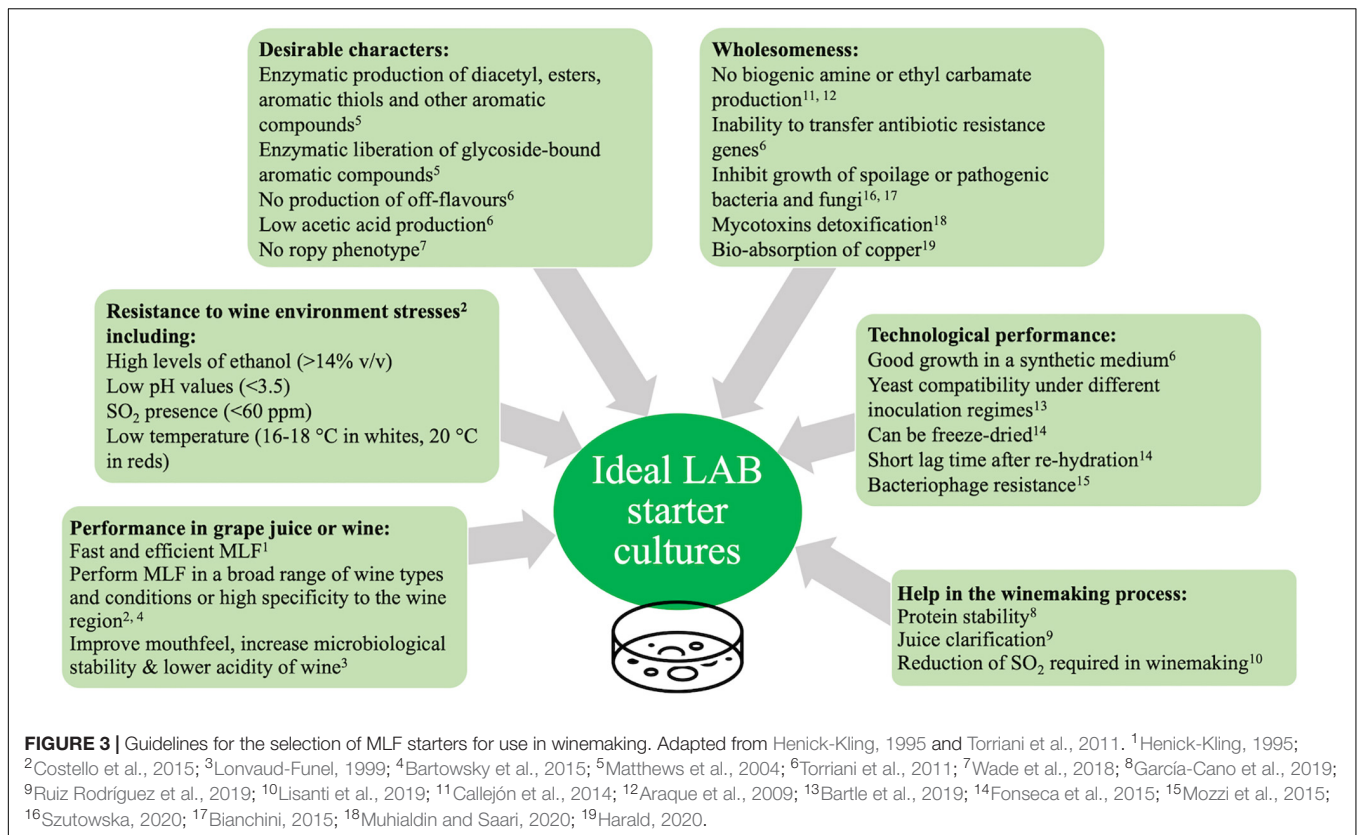 Desirable characters:
Enzymatic production of diacetyl, esters,
aromatic thiols and other aromatic
compounds⁵
Enzymatic liberation of glycoside-bound
aromatic compounds⁵
No production of off-flavours⁶
Low acetic acid production⁶
No ropy phenotype⁷
Wholesomeness:
No biogenic amine or ethyl carbamate
production¹¹, ¹²
Inability to transfer antibiotic resistance
genes⁶
Inhibit growth of spoilage or pathogenic
bacteria and fungi¹⁶, ¹⁷
Mycotoxins detoxification¹⁸
Bio-absorption of copper¹⁹
Resistance to wine environment stresses²
including:
High levels of ethanol (>14% v/v)
Low pH values (<3.5)
SO₂ presence (<60 ppm)
Low temperature (16-18 °C in whites, 20 °C
in reds)
Technological performance:
Good growth in a synthetic medium⁶
Yeast compatibility under different
inoculation regimes¹³
Can be freeze-dried¹⁴
Short lag time after re-hydration¹⁴
Bacteriophage resistance¹⁵
Ideal LAB
starter
cultures
Performance in grape juice or wine:
Fast and efficient MLF¹
Perform MLF in a broad range of wine types
and conditions or high specificity to the wine
region², ⁴
Improve mouthfeel, increase microbiological
stability & lower acidity of wine³
Help in the winemaking process:
Protein stability⁸
Juice clarification⁹
Reduction of SO₂ required in winemaking¹⁰
FIGURE 3 | Guidelines for the selection of MLF starters for use in winemaking. Adapted from Henick-Kling, 1995 and Torriani et al., 2011. ¹Henick-Kling, 1995;
²Costello et al., 2015; ³Lonvaud-Funel, 1999; ⁴Bartowsky et al., 2015; ⁵Matthews et al., 2004; ⁶Torriani et al., 2011; ⁷Wade et al., 2018; ⁸García-Cano et al., 2019;
⁹Ruiz Rodríguez et al., 2019; ¹⁰Lisanti et al., 2019; ¹¹Callejón et al., 2014; ¹²Araque et al., 2009; ¹³Bartle et al., 2019; ¹⁴Fonseca et al., 2015; ¹⁵Mozzi et al., 2015;
¹⁶Szutowska, 2020; ¹⁷Bianchini, 2015; ¹⁸Muhialdin and Saari, 2020; ¹⁹Harald, 2020.